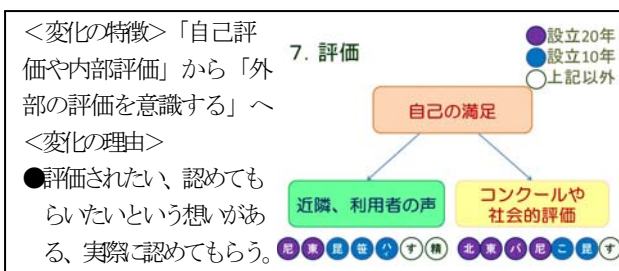 ＜変化の特徴＞「自己評
価や内部評価」から「外
部の評価を意識する」へ
＜変化の理由＞
●評価されたい、認めても
らいたいという想いがあ
る、実際に認めてもらう。
7. 評価
設立20年
設立10年
上記以外
自己の満足
近隣、利用者の声
コンクールや
社会的評価
尼 東 昆 笹 ハ す 精
北 東 バ 尼 こ 昆 す